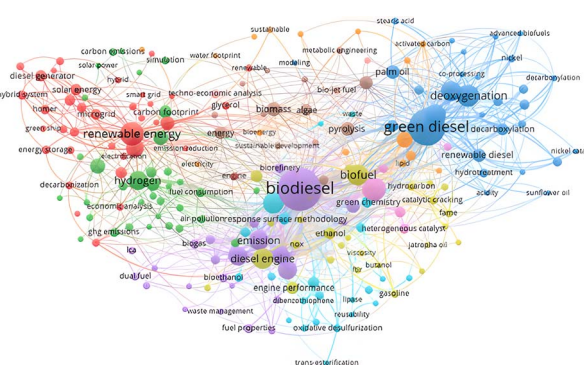 stearic acid
sustainable
advanced biofuels
carbon emissions
metabolic engineering
activated carbon
simulation
water footprint
nickel
solar power
renewable
modeling
palm oil
co-processing
diesel generator
hybrid
bio-jet fuel
decarbonylation
hybrid system
solar energy
smart grid
techno-economic analysis
deoxygenation
homer
microgrid
carbon footprint
glycerol
biomass
algae
waste
green diesel
decarboxylation
greenship
renewable energy
energy
bioenergy
pyrolysis
energy storage
emission reduction
sustainable development
renewable diesel
electrification
electricity
lipid
biorefinery
hydrotreatment
decarbonization
hydrogen
engine
biofuel
fuel consumption
biodiesel
hydrocarbon
acidity
sunflower oil
economic analysis
green chemistry
catalytic cracking
fame
air pollution
response surface methodology
ghg emissions
ethanol
heterogeneous catalyst
lca
biogas
emission
nox
jatropha oil
diesel engine
viscosity
dual fuel
bioethanol
ftir
butanol
engine performance
gasoline
dibenzothiophene
lipase
waste management
reusability
fuel properties
oxidative desulfurization
trans-esterification